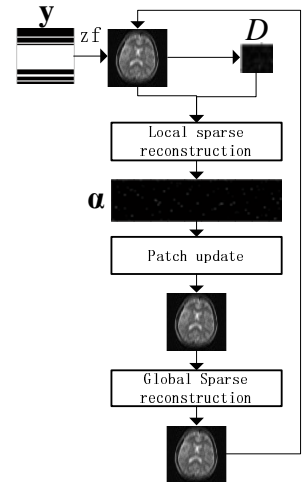 y
zf
D
Local sparse
reconstruction
α
Patch update
Global Sparse
reconstruction